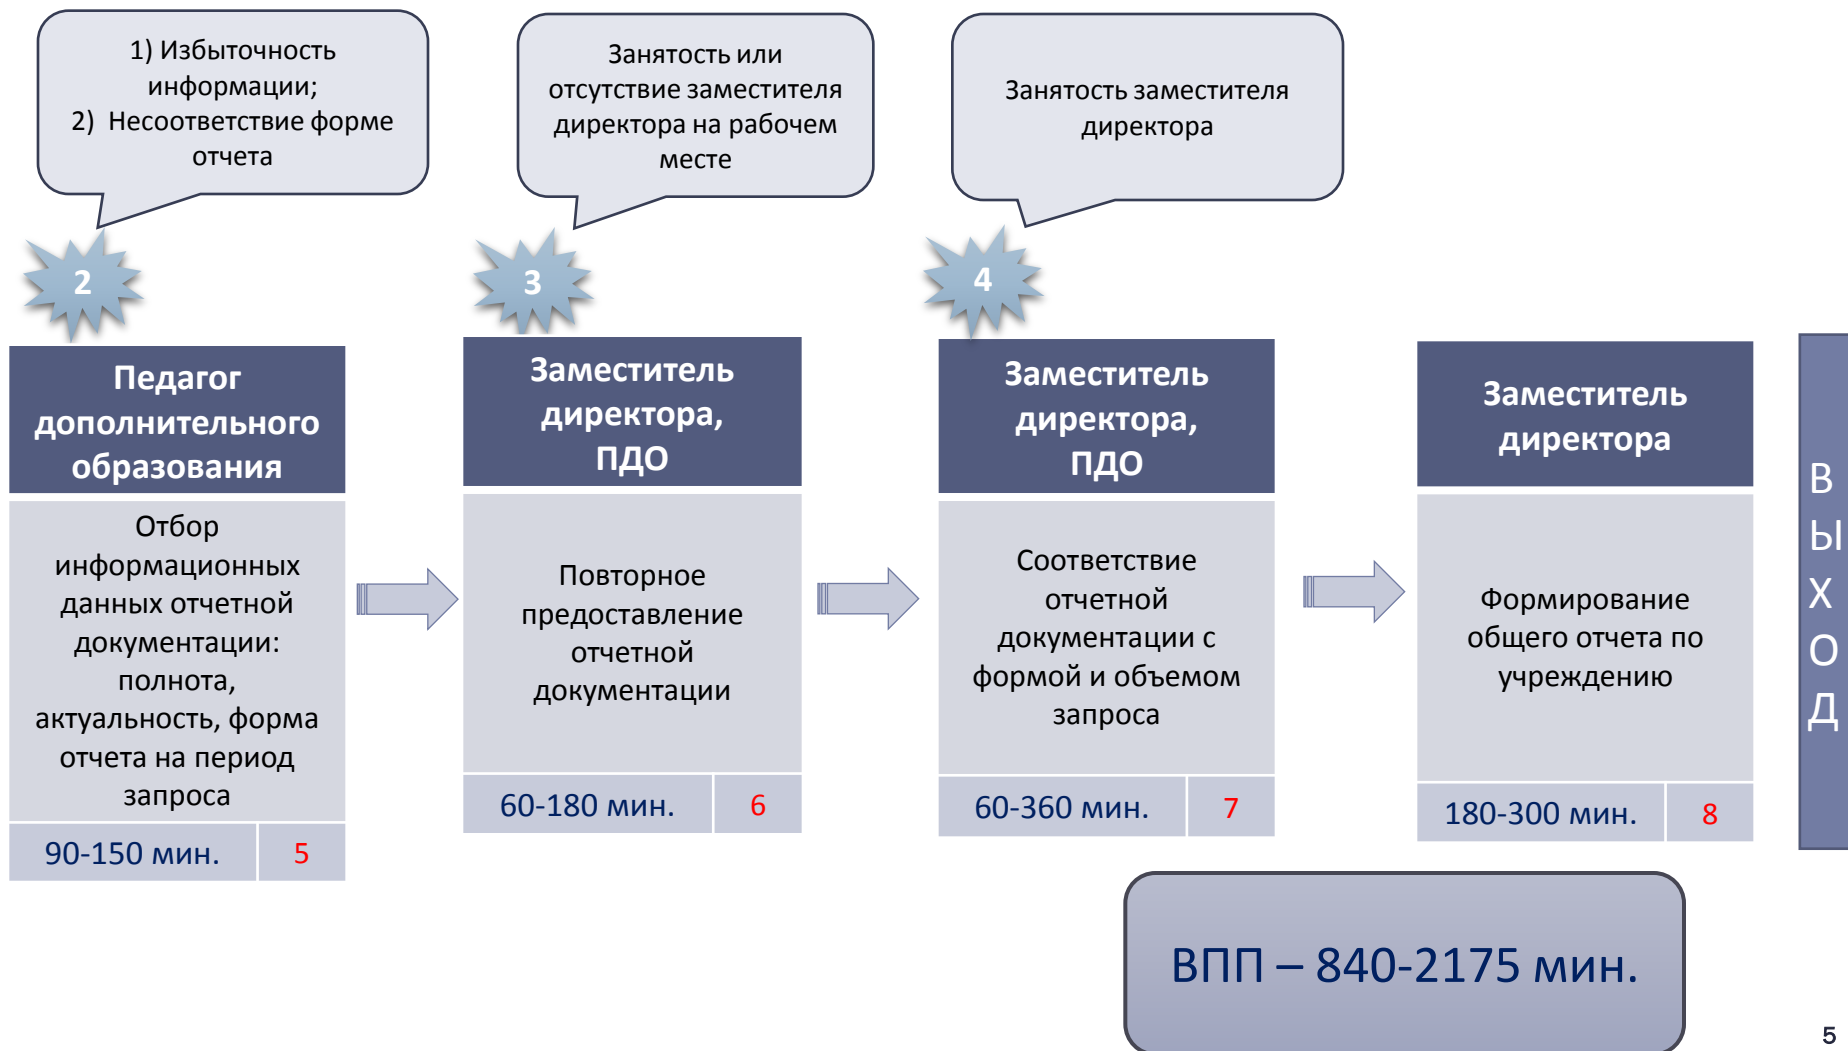 1) Избыточность
информации;
2) Несоответствие форме
отчета
Занятость или
отсутствие заместителя
директора на рабочем
месте
Занятость заместителя
директора
2
3
4
Педагог
дополнительного
образования
Отбор
информационных
данных отчетной
документации:
полнота,
актуальность, форма
отчета на период
запроса
90-150 мин.
5
Заместитель
директора,
ПДО
Повторное
предоставление
отчетной
документации
60-180 мин.
6
Заместитель
директора,
ПДО
Соответствие
отчетной
документации с
формой и объемом
запроса
60-360 мин.
7
Заместитель
директора
Формирование
общего отчета по
учреждению
180-300 мин.
8
В
Ы
Х
О
Д
ВПП – 840-2175 мин.
5